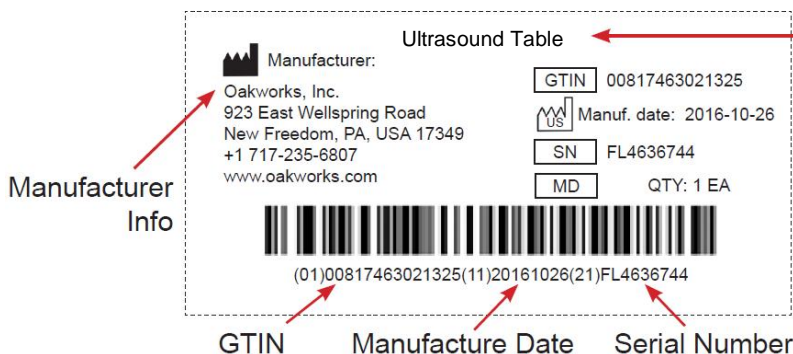 Ultrasound Table
Manufacturer:
Oakworks, Inc.
923 East Wellspring Road
New Freedom, PA, USA 17349
+1 717-235-6807
www.oakworks.com
GTIN 00817463021325
US Manuf. date: 2016-10-26
SN FL4636744
MD QTY: 1 EA
Manufacturer
Info
(01)00817463021325(11)20161026(21)FL4636744
GTIN Manufacture Date Serial Number